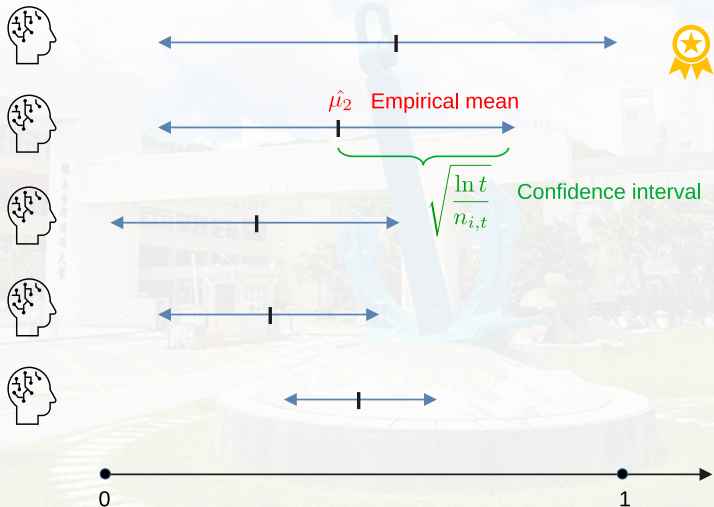 μ̂₂ Empirical mean
√(ln t / n_{i,t}) Confidence interval
0 1